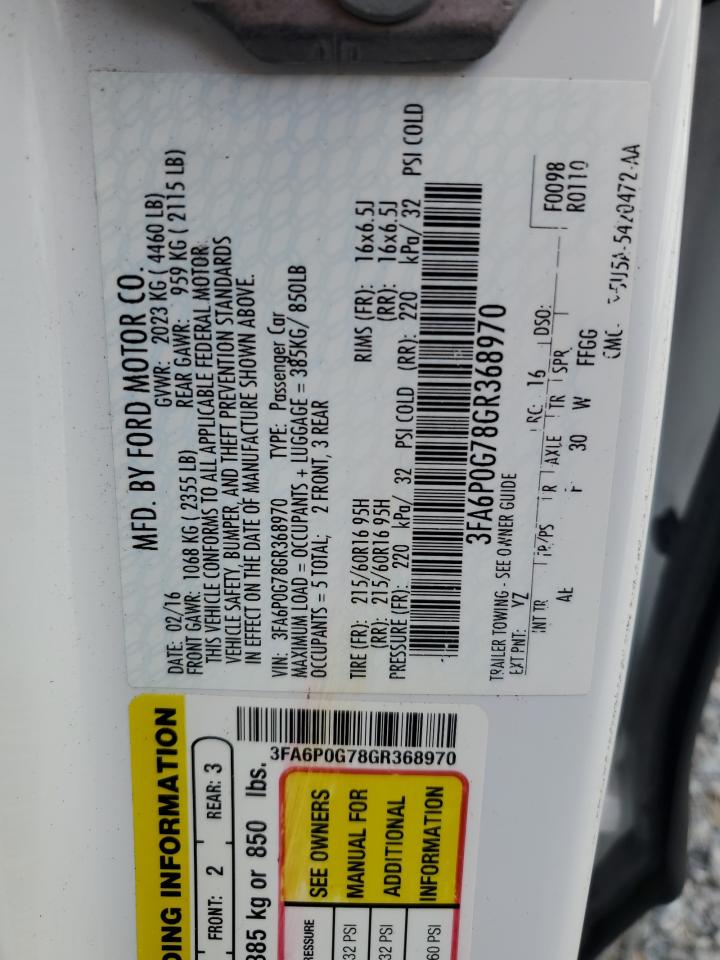 MFD. BY FORD MOTOR CO.
DATE: 02/16 GVWR: 2023 KG ( 4460 LB)
FRONT GAWR: 1068 KG ( 2355 LB) REAR GAWR: 959 KG ( 2115 LB)
THIS VEHICLE CONFORMS TO ALL APPLICABLE FEDERAL MOTOR
VEHICLE SAFETY, BUMPER, AND THEFT PREVENTION STANDARDS
IN EFFECT ON THE DATE OF MANUFACTURE SHOWN ABOVE.
VIN: 3FA6P0G78GR368970 TYPE: Passenger Car
MAXIMUM LOAD = OCCUPANTS + LUGGAGE = 385KG/ 850LB
OCCUPANTS = 5 TOTAL; 2 FRONT, 3 REAR
TIRE (FR): 215/60R16 95H RIMS (FR): 16x6.5J
(RR): 215/60R16 95H (RR): 16x6.5J
PRESSURE (FR): 220 kPa/ 32 PSI COLD (RR): 220 kPa/ 32 PSI COLD
3FA6P0G78GR368970
TRAILER TOWING - SEE OWNER GUIDE
EXT PNT: YZ RC: 16 DSO: F0098
INT TR TP/PS R AXLE TR SPR R0110
30 W FFGG
3FA6P0G78GR368970
DING INFORMATION
FRONT: 2 REAR: 3
385 kg or 850 lbs.
RESSURE
32 PSI
32 PSI
60 PSI
SEE OWNERS
MANUAL FOR
ADDITIONAL
INFORMATION